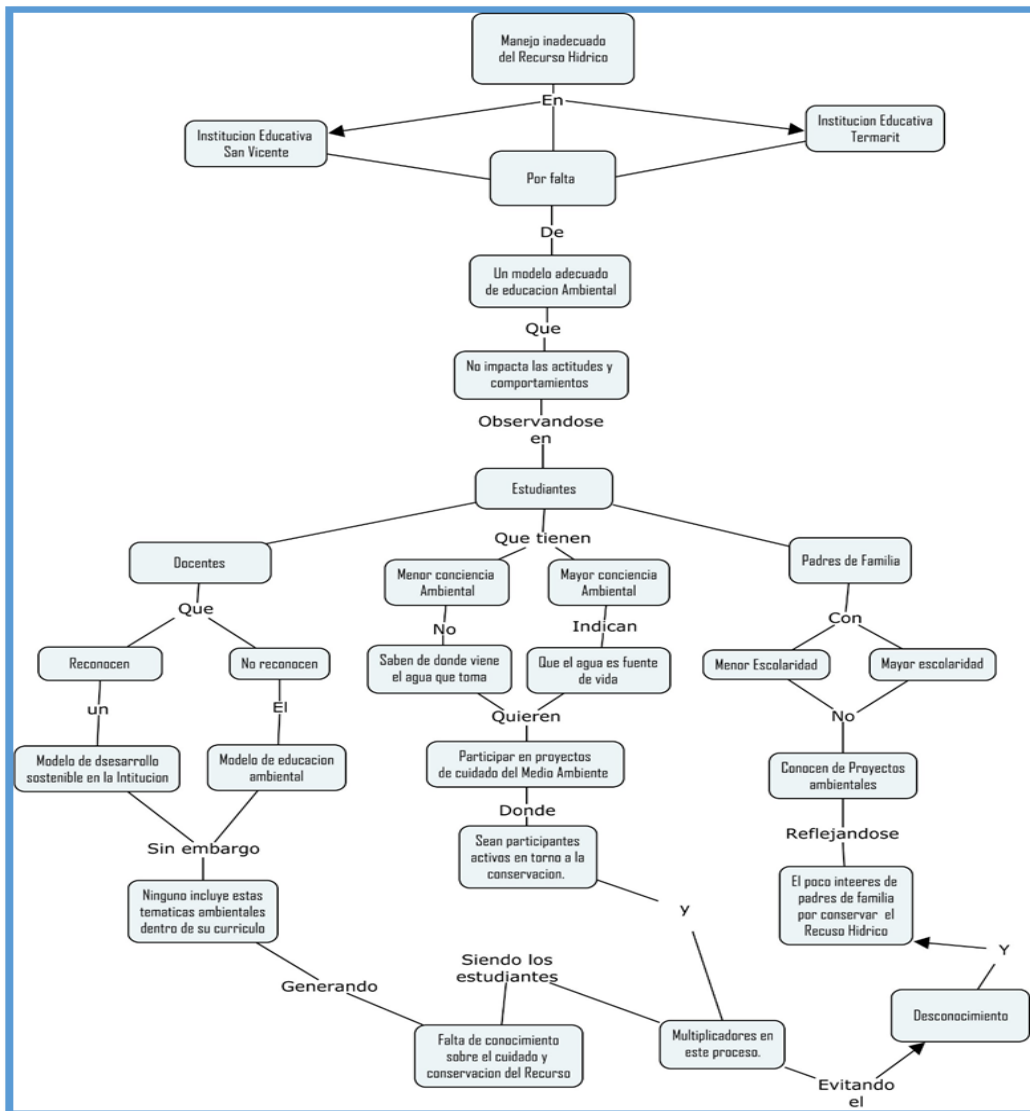 Manejo inadecuado
del Recurso Hidrico
En
Institucion Educativa
San Vicente
Institucion Educativa
Termarit
Por falta
De
Un modelo adecuado
de educacion Ambiental
Que
No impacta las actitudes y
comportamientos
Observandose
en
Estudiantes
Docentes
Que tienen
Padres de Familia
Menor conciencia
Ambiental
Mayor conciencia
Ambiental
Que
Con
Reconocen
No reconocen
No
Indican
Menor Escolaridad
Mayor escolaridad
Saben de donde viene
el agua que toma
Que el agua es fuente
de vida
un
El
Quieren
No
Modelo de dsesarrollo
sostenible en la Intitucion
Modelo de educacion
ambiental
Participar en proyectos
de cuidado del Medio Ambiente
Conocen de Proyectos
ambientales
Donde
Reflejandose
Sin embargo
Sean participantes
activos en torno a la
conservacion.
Ninguno incluye estas
tematicas ambientales
dentro de su curriculo
El poco inteeres de
padres de familia
por conservar el
Recuso Hidrico
Y
Y
Siendo los
estudiantes
Generando
Desconocimiento
Falta de conocimiento
sobre el cuidado y
conservacion del Recurso
Multiplicadores en
este proceso.
Evitando
el